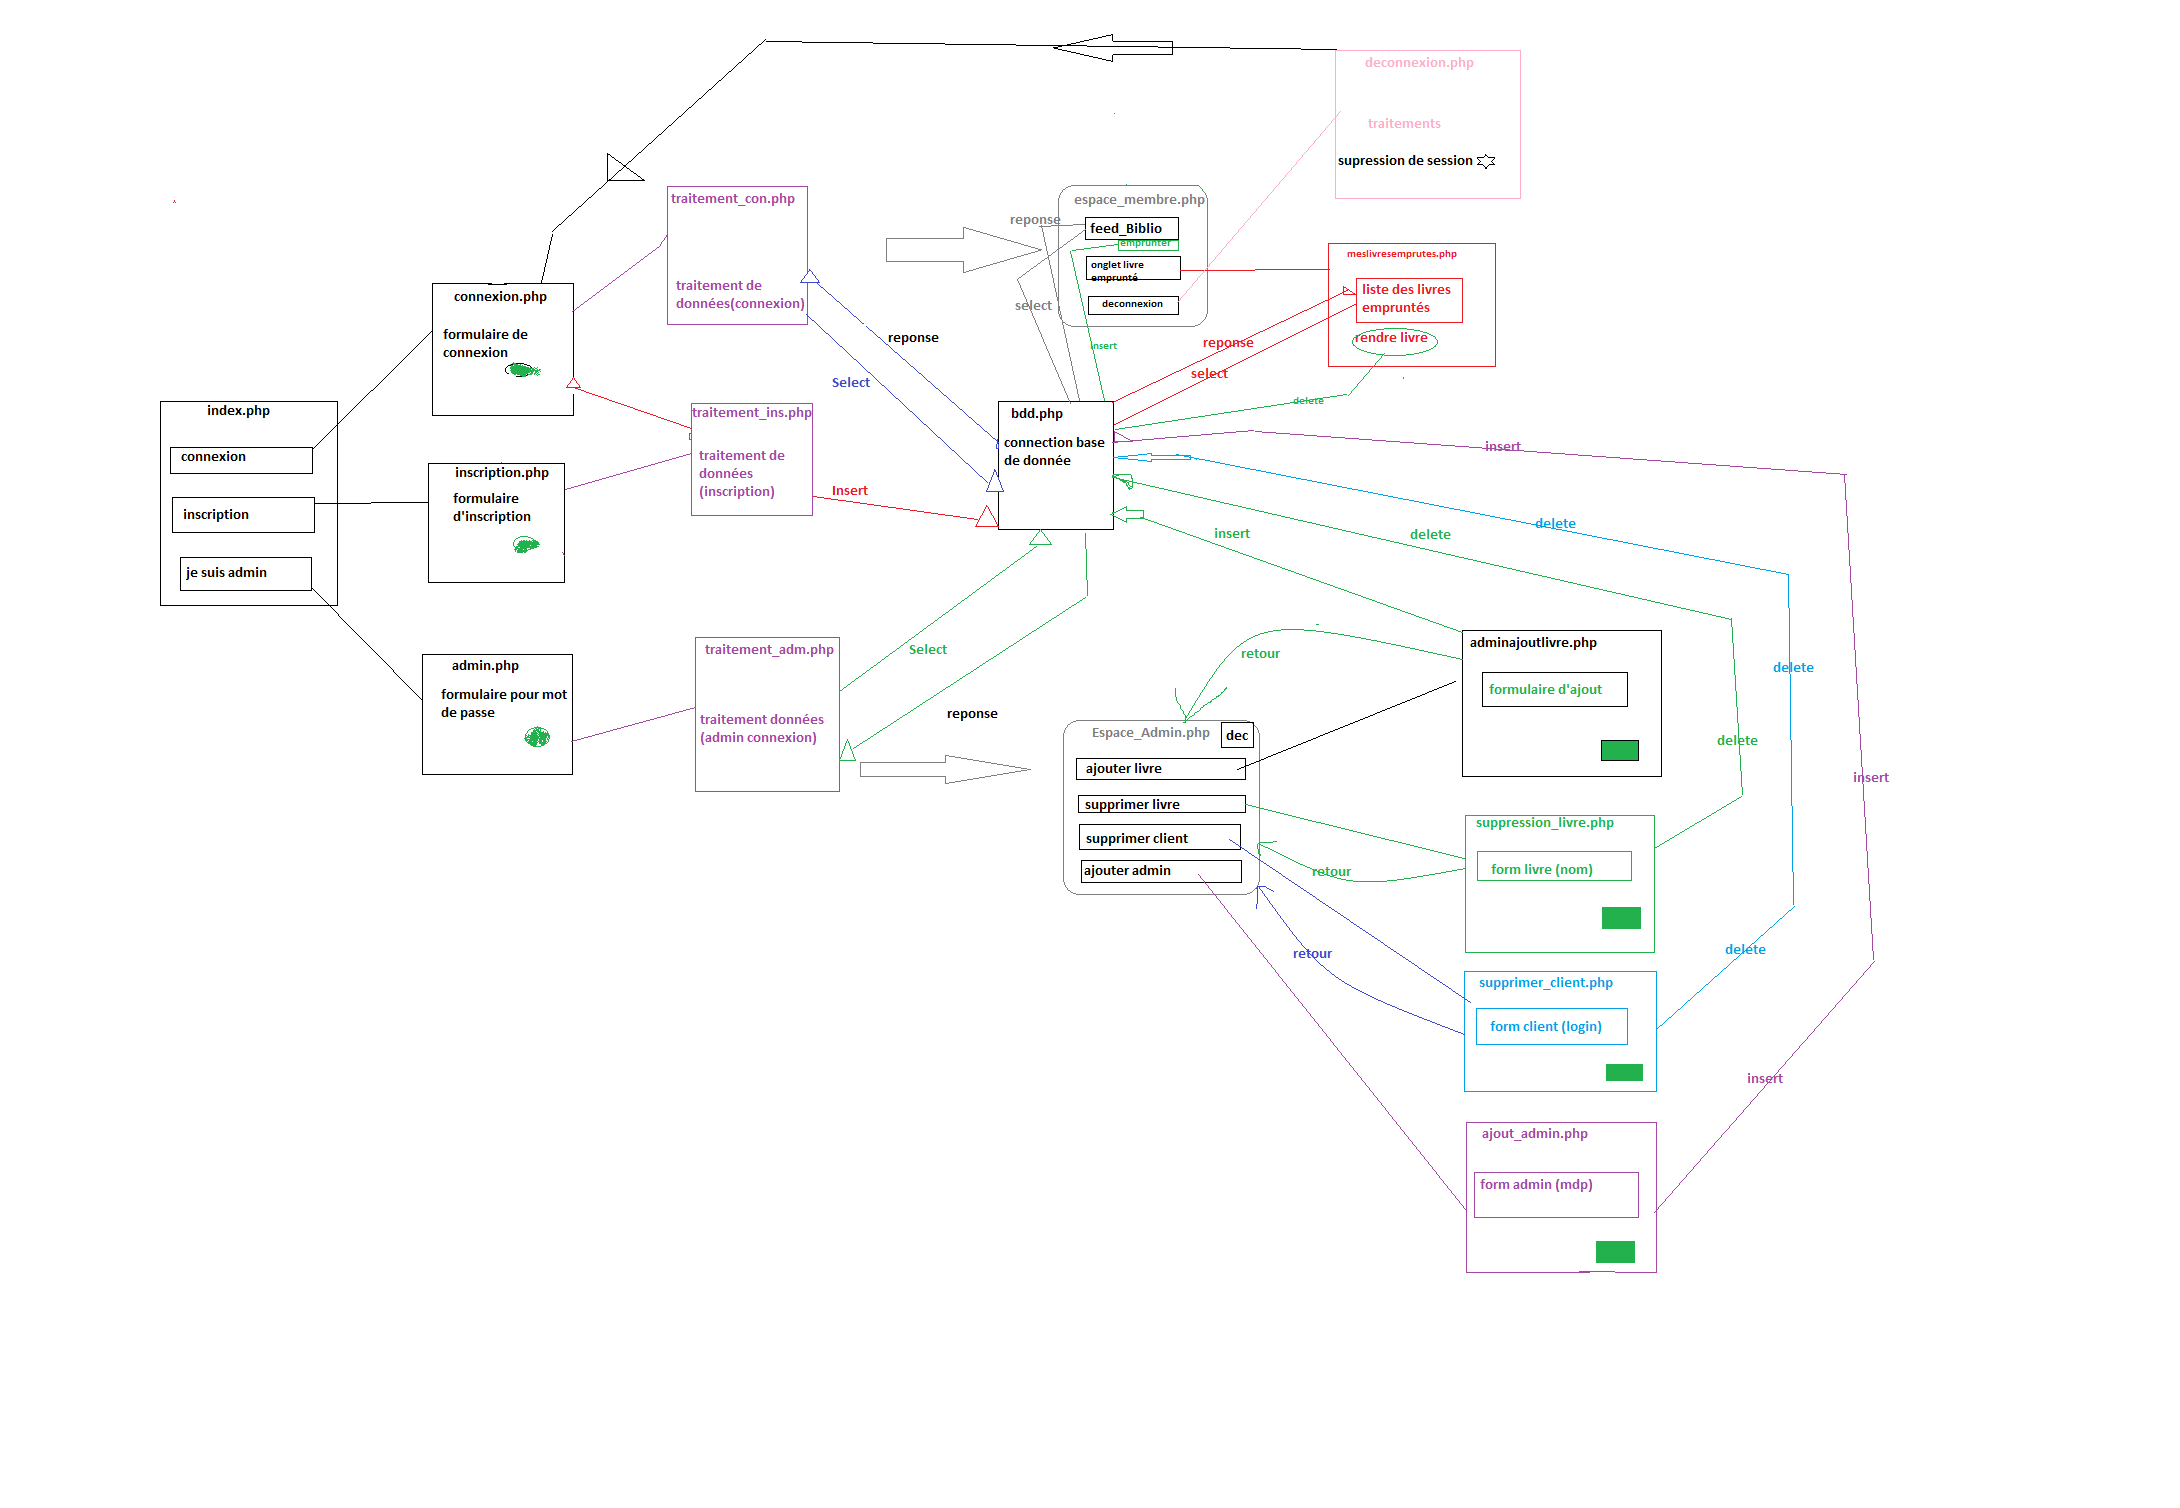 deconnexion.php
traitements
supression de session
traitement_con.php
traitement de
données(connexion)
espace_membre.php
reponse
feed_Biblio
emprunter
onglet livre
emprunté
deconnexion
select
insert
meslivresemprutes.php
liste des livres
empruntés
rendre livre
reponse
select
delete
connexion.php
formulaire de
connexion
reponse
Select
index.php
connexion
inscription
je suis admin
inscription.php
formulaire
d'inscription
traitement_ins.php
traitement de
données
(inscription)
Insert
bdd.php
connection base
de donnée
insert
delete
delete
insert
admin.php
formulaire pour mot
de passe
traitement_adm.php
traitement données
(admin connexion)
Select
reponse
retour
adminajoutlivre.php
formulaire d'ajout
delete
delete
insert
Espace_Admin.php
dec
ajouter livre
supprimer livre
supprimer client
ajouter admin
retour
suppression_livre.php
form livre (nom)
retour
delete
supprimer_client.php
form client (login)
insert
ajout_admin.php
form admin (mdp)